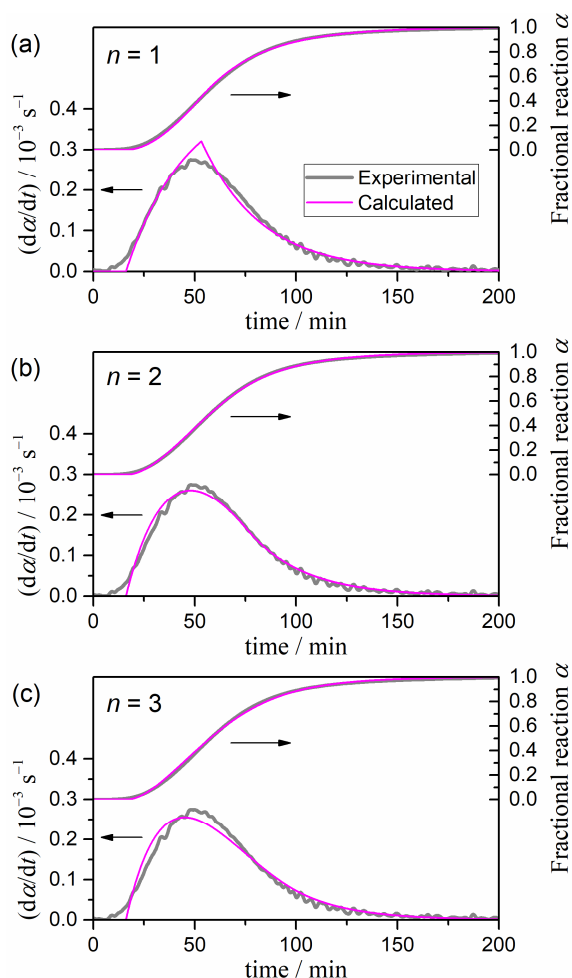 (a)
n = 1
1.0
0.8
0.6
0.4
0.2
0.0
Fractional reaction α
0.4
0.3
0.2
0.1
0.0
(dα/dt) / 10⁻³ s⁻¹
Experimental
Calculated
0 50 100 150 200
time / min
(b)
n = 2
1.0
0.8
0.6
0.4
0.2
0.0
Fractional reaction α
0.4
0.3
0.2
0.1
0.0
(dα/dt) / 10⁻³ s⁻¹
0 50 100 150 200
time / min
(c)
n = 3
1.0
0.8
0.6
0.4
0.2
0.0
Fractional reaction α
0.4
0.3
0.2
0.1
0.0
(dα/dt) / 10⁻³ s⁻¹
0 50 100 150 200
time / min